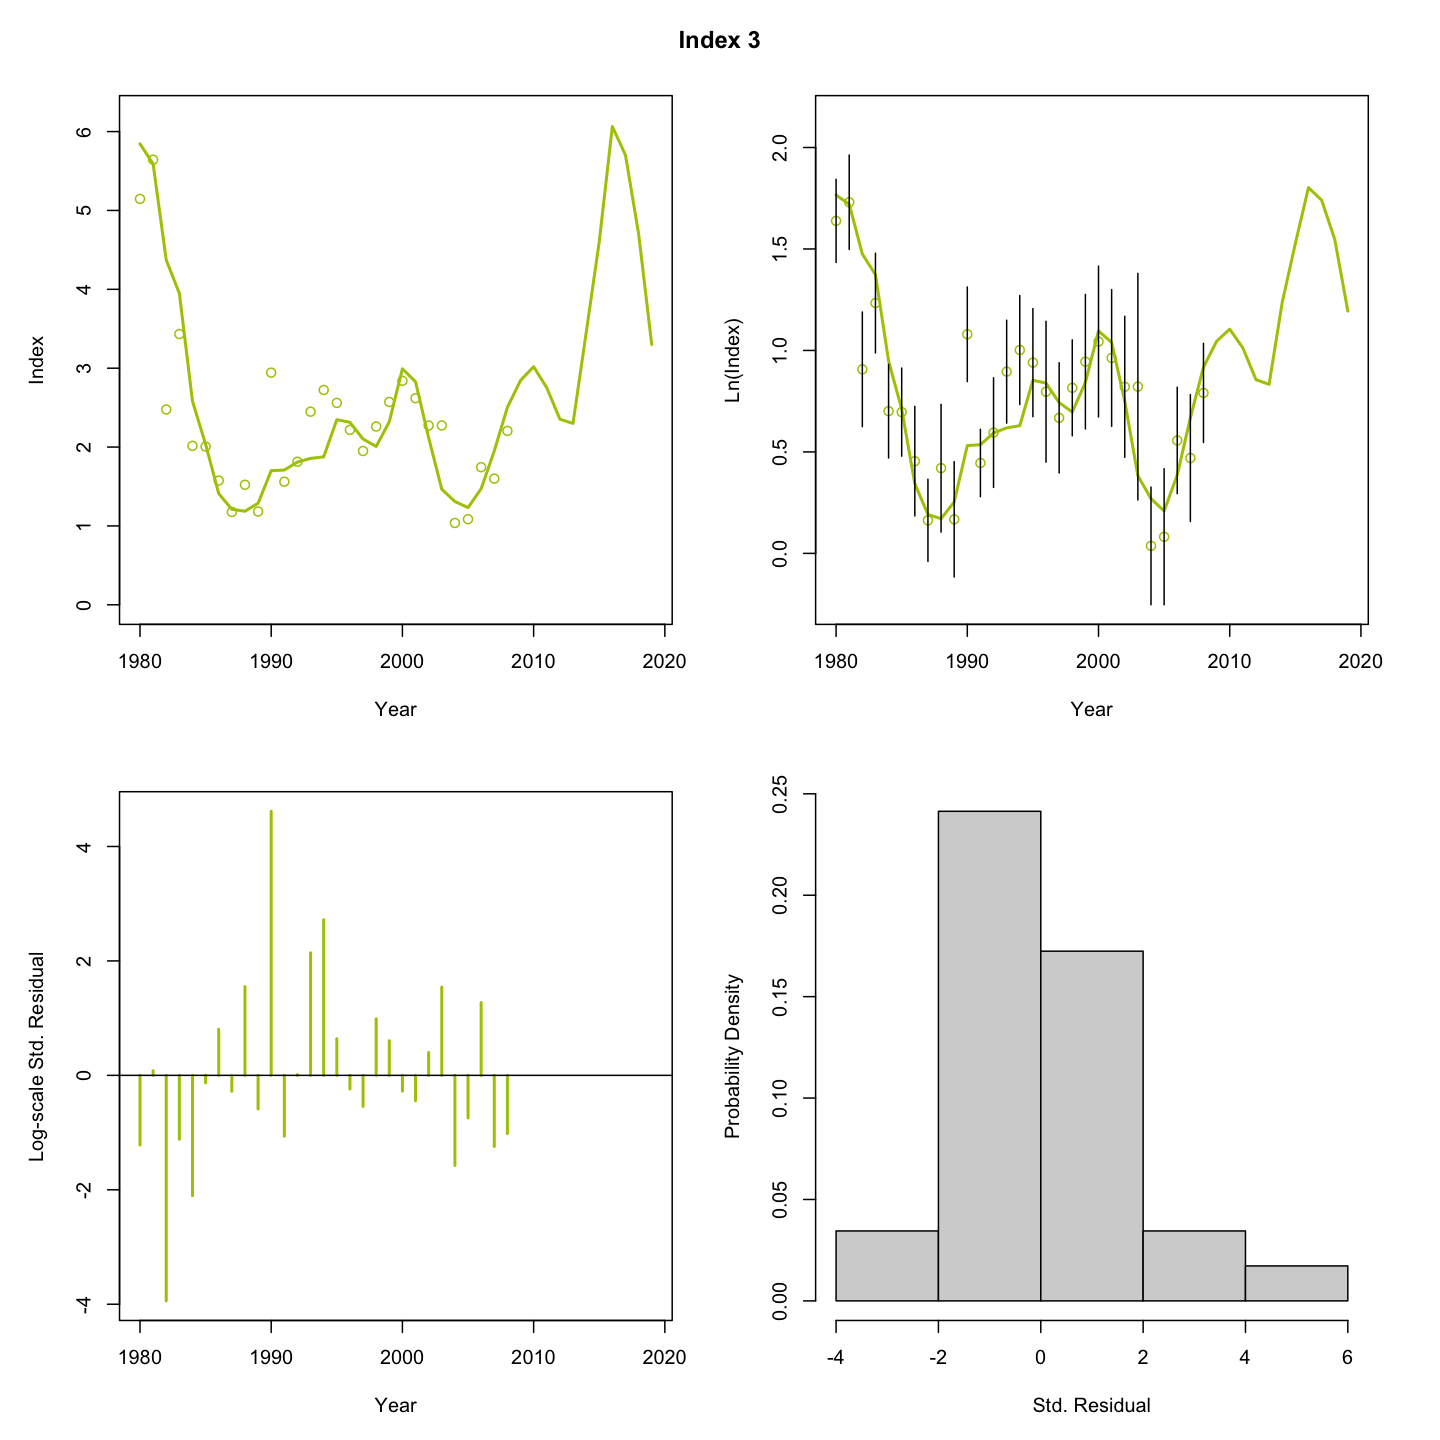 Index 3
6
5
4
3
2
1
0
Index
1980 1990 2000 2010 2020
Year
2.0
1.5
1.0
0.5
0.0
Ln(Index)
1980 1990 2000 2010 2020
Year
4
2
0
-2
-4
Log-scale Std. Residual
1980 1990 2000 2010 2020
Year
0.25
0.20
0.15
0.10
0.05
0.00
Probability Density
-4 -2 0 2 4 6
Std. Residual